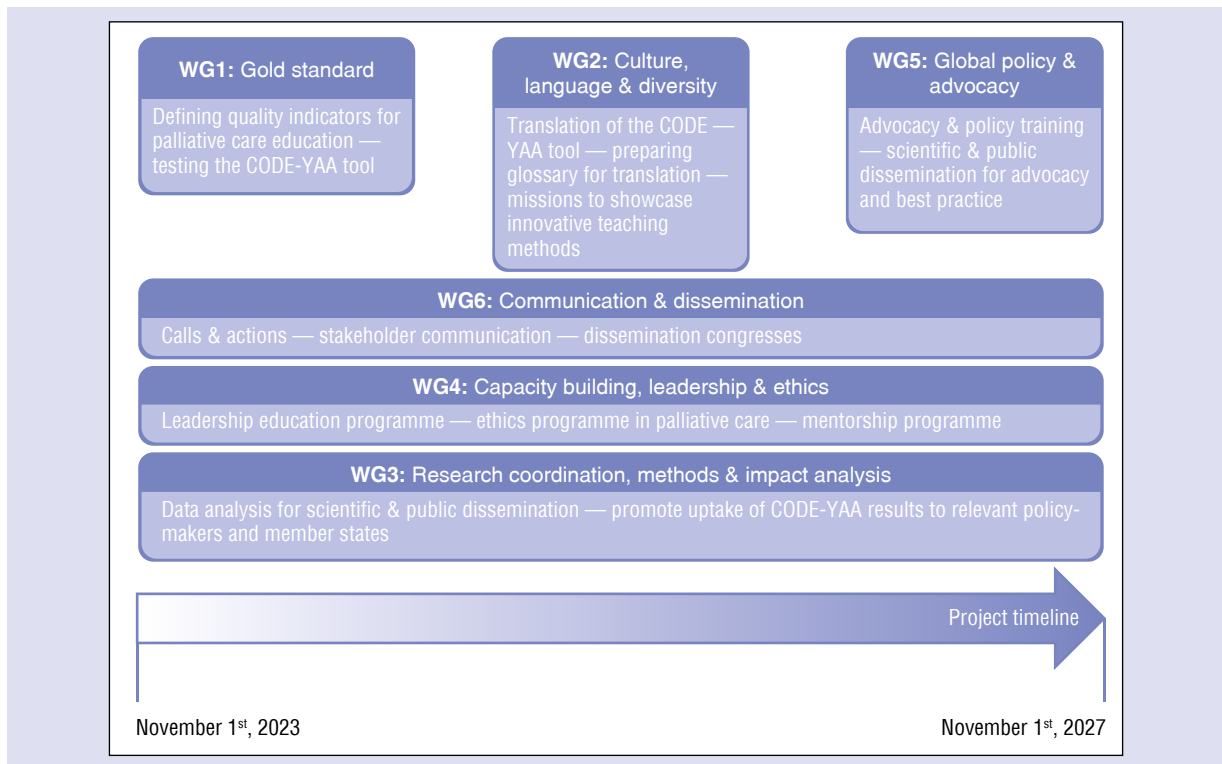 WG1: Gold standard
Defining quality indicators for
palliative care education —
testing the CODE-YAA tool
WG2: Culture,
language & diversity
Translation of the CODE —
YAA tool — preparing
glossary for translation —
missions to showcase
innovative teaching
methods
WG5: Global policy &
advocacy
Advocacy & policy training
— scientific & public
dissemination for advocacy
and best practice
WG6: Communication & dissemination
Calls & actions — stakeholder communication — dissemination congresses
WG4: Capacity building, leadership & ethics
Leadership education programme — ethics programme in palliative care — mentorship programme
WG3: Research coordination, methods & impact analysis
Data analysis for scientific & public dissemination — promote uptake of CODE-YAA results to relevant policy-
makers and member states
Project timeline
November 1st, 2023
November 1st, 2027